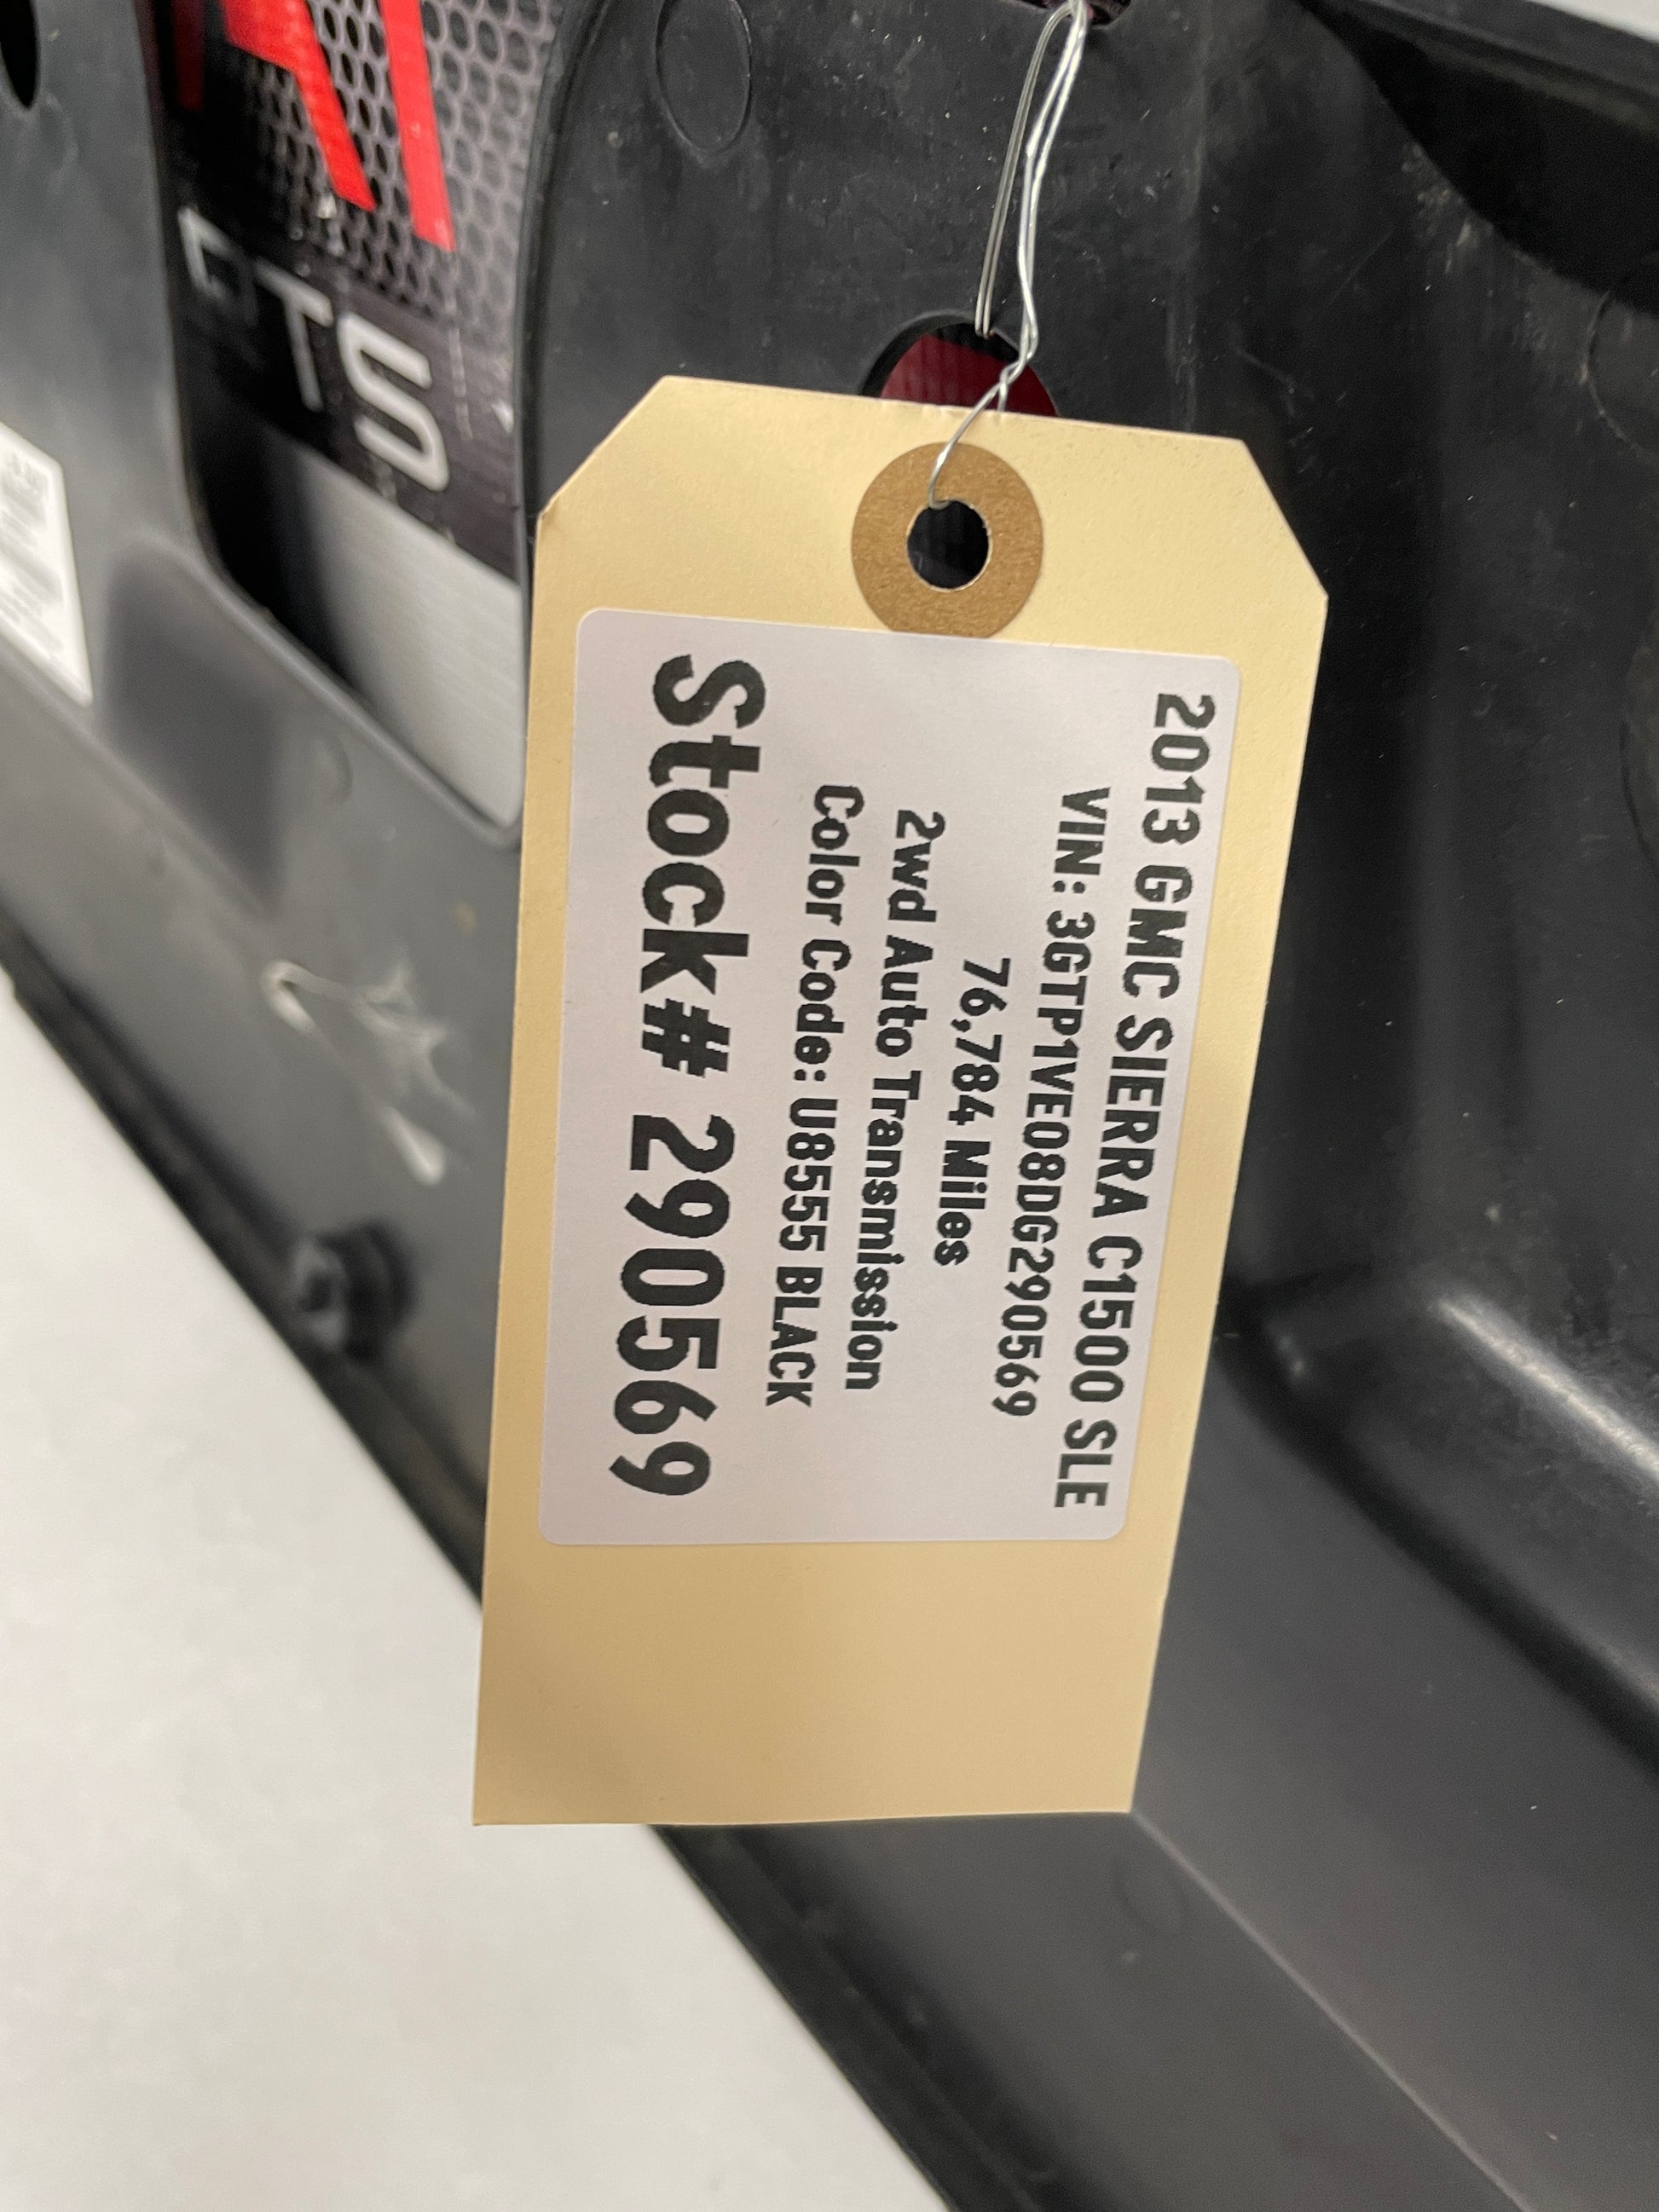 2013 GMC SIERRA C1500 SLE
VIN: 3GTP1VE08DG290569
76,784 Miles
2wd Auto Transmission
Color Code: U8555 BLACK
Stock# 290569